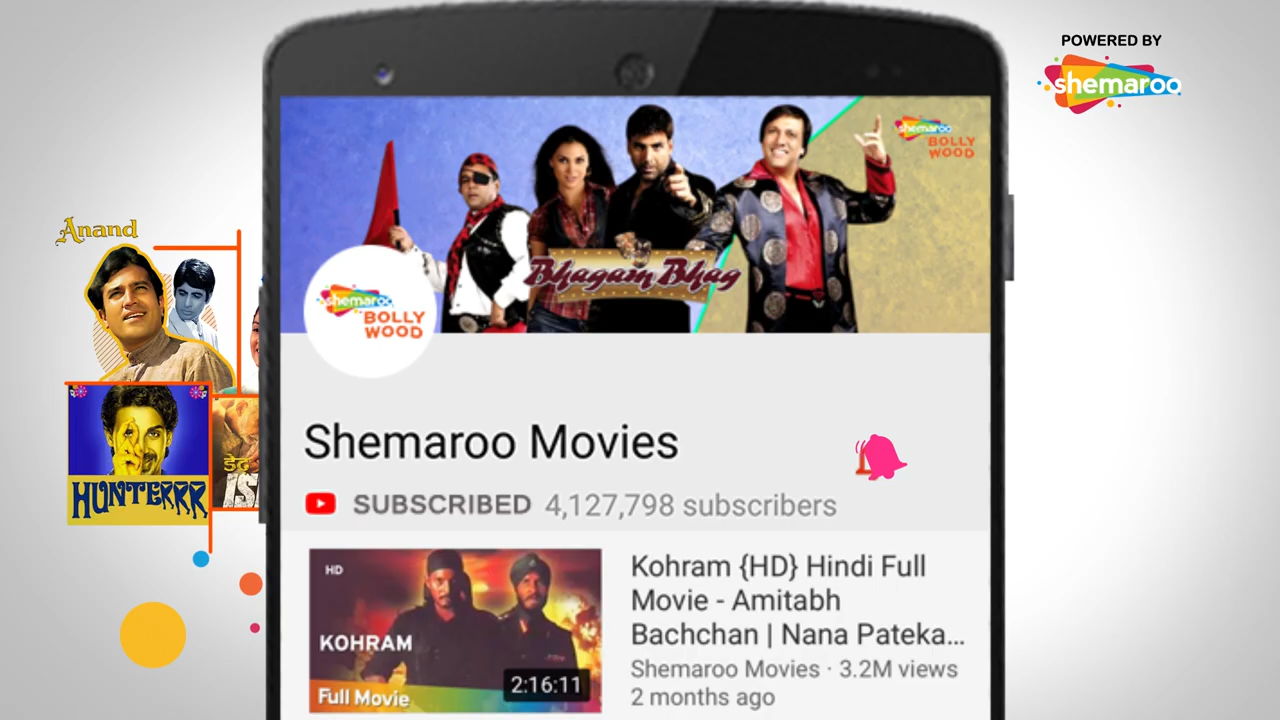 POWERED BY
shemaroo
shemaroo
BOLLY
WOOD
Bhagam Bhag
Anand
shemaroo
BOLLY
WOOD
HUNTERRR
डेढ़
Shemaroo Movies
SUBSCRIBED 4,127,798 subscribers
HD
KOHRAM
Full Movie
2:16:11
Kohram {HD} Hindi Full
Movie - Amitabh
Bachchan | Nana Pateka...
Shemaroo Movies · 3.2M views
2 months ago